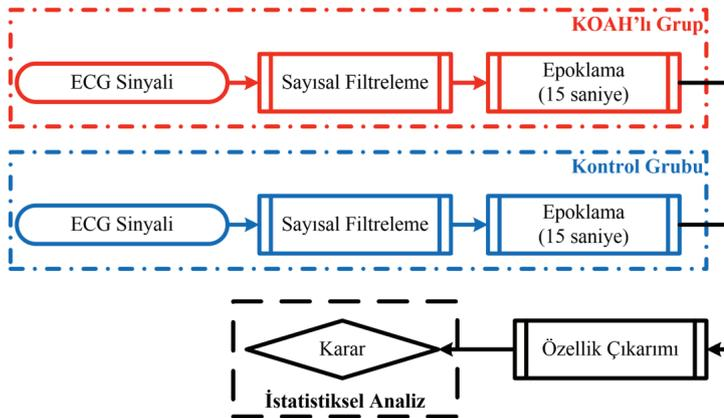 KOAH’lı Grup
ECG Sinyali
Sayısal Filtreleme
Epoklama
(15 saniye)
Kontrol Grubu
ECG Sinyali
Sayısal Filtreleme
Epoklama
(15 saniye)
Karar
Özellik Çıkarımı
İstatistiksel Analiz